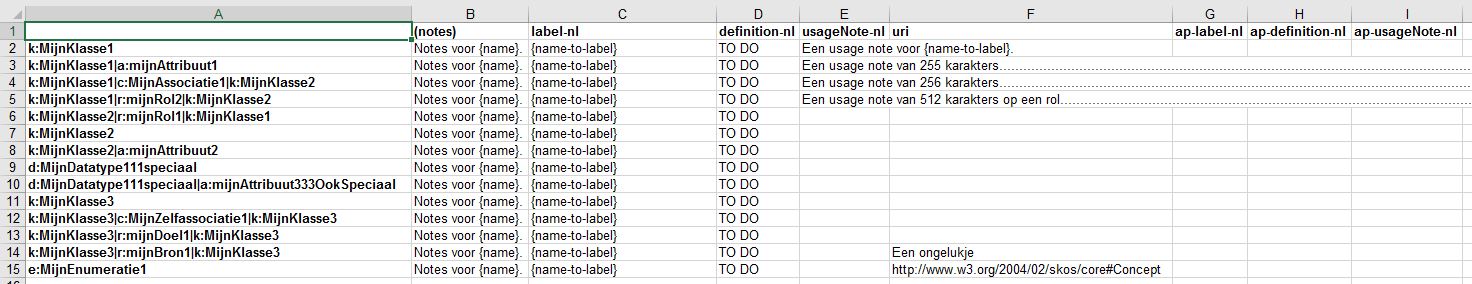 A B C D E F G H I
1 (notes) label-nl definition-nl usageNote-nl uri ap-label-nl ap-definition-nl ap-usageNote-nl
2 k:MijnKlasse1 Notes voor {name}. {name-to-label} TO DO Een usage note voor {name-to-label}.
3 k:MijnKlasse1|a:mijnAttribuut1 Notes voor {name}. {name-to-label} TO DO Een usage note van 255 karakters...
4 k:MijnKlasse1|c:MijnAssociatie1|k:MijnKlasse2 Notes voor {name}. {name-to-label} TO DO Een usage note van 256 karakters...
5 k:MijnKlasse1|r:mijnRol2|k:MijnKlasse2 Notes voor {name}. {name-to-label} TO DO Een usage note van 512 karakters op een rol...
6 k:MijnKlasse2|r:mijnRol1|k:MijnKlasse1 Notes voor {name}. {name-to-label} TO DO
7 k:MijnKlasse2 Notes voor {name}. {name-to-label} TO DO
8 k:MijnKlasse2|a:mijnAttribuut2 Notes voor {name}. {name-to-label} TO DO
9 d:MijnDatatype111speciaal Notes voor {name}. {name-to-label} TO DO
10 d:MijnDatatype111speciaal|a:mijnAttribuut333OokSpeciaal Notes voor {name}. {name-to-label} TO DO
11 k:MijnKlasse3 Notes voor {name}. {name-to-label} TO DO
12 k:MijnKlasse3|c:MijnZelfassociatie1|k:MijnKlasse3 Notes voor {name}. {name-to-label} TO DO
13 k:MijnKlasse3|r:mijnDoel1|k:MijnKlasse3 Notes voor {name}. {name-to-label} TO DO
14 k:MijnKlasse3|r:mijnBron1|k:MijnKlasse3 Notes voor {name}. {name-to-label} TO DO Een ongelukje
15 e:MijnEnumeratie1 Notes voor {name}. {name-to-label} TO DO http://www.w3.org/2004/02/skos/core#Concept